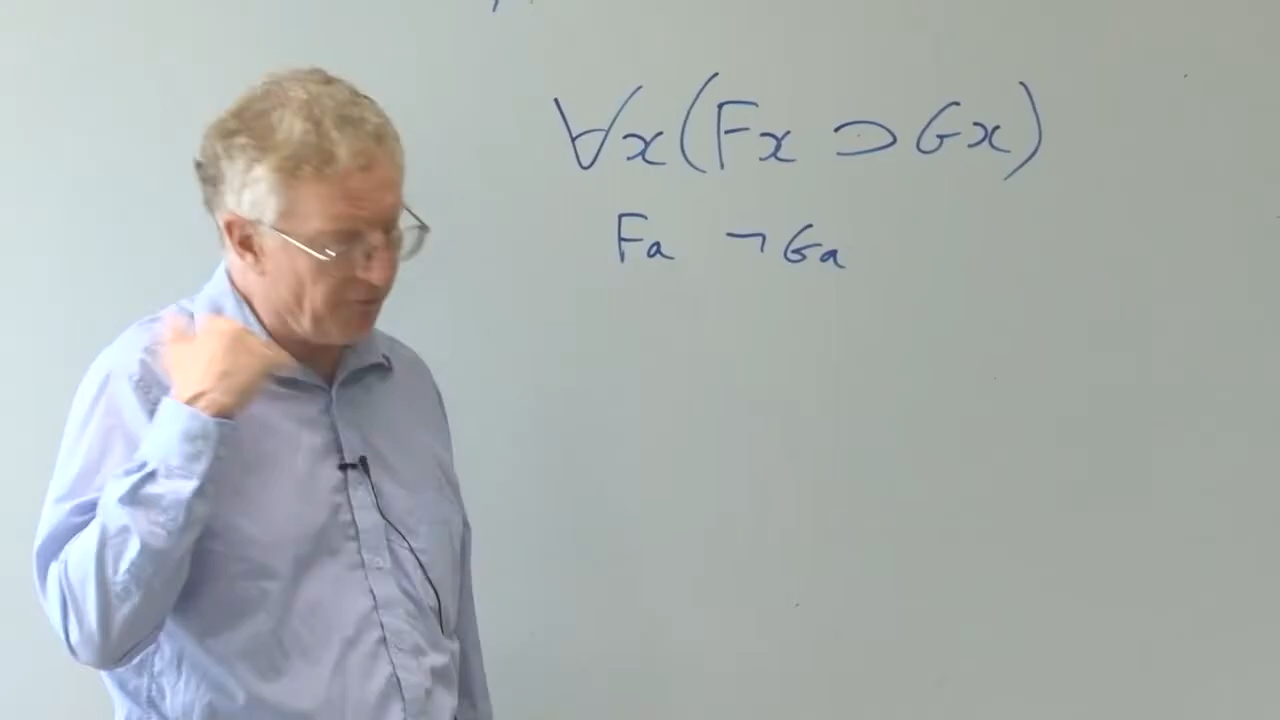 ∀x(Fx ⊃ Gx)
Fa ¬Ga